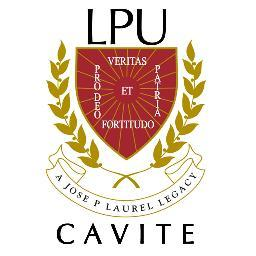 LPU
VERITAS
PRO DEO
ET
PATRIA
FORTITUDO
A JOSE P LAUREL LEGACY
CAVITE